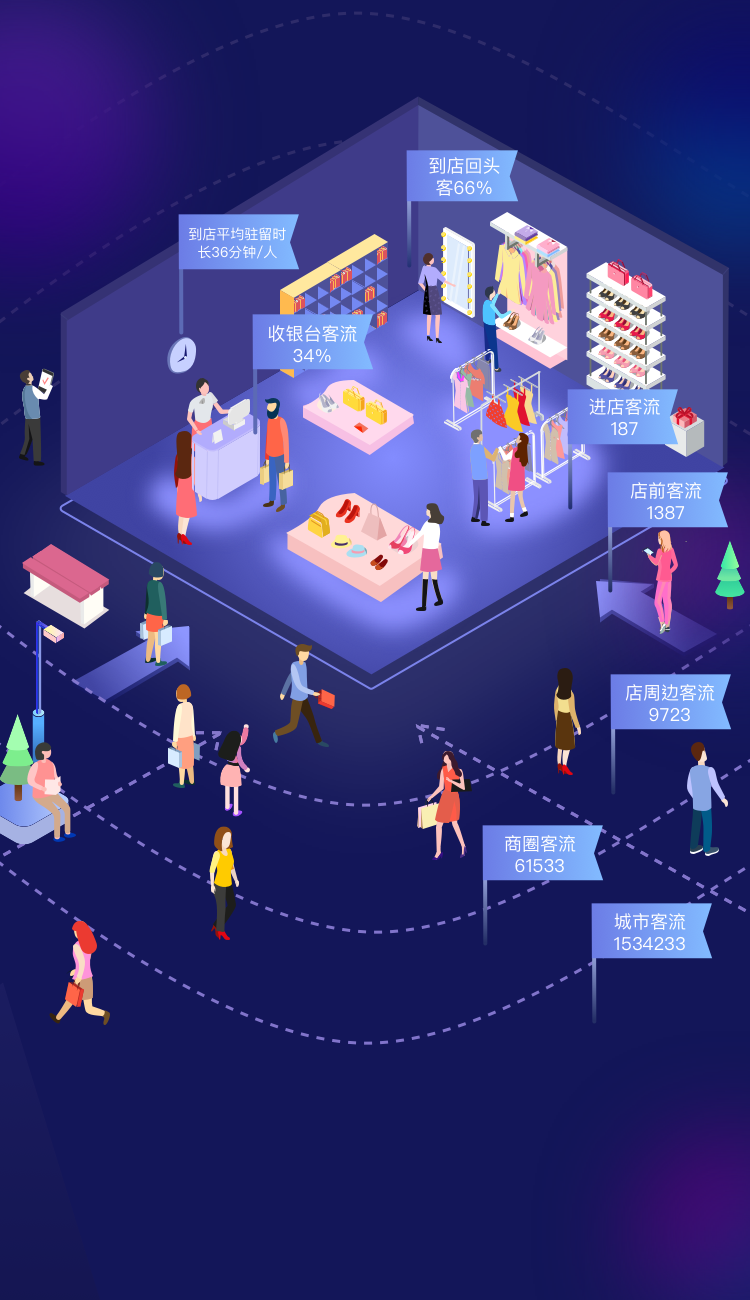 到店回头
客66%
到店平均驻留时
长36分钟/人
收银台客流
34%
进店客流
187
店前客流
1387
店周边客流
9723
商圈客流
61533
城市客流
1534233